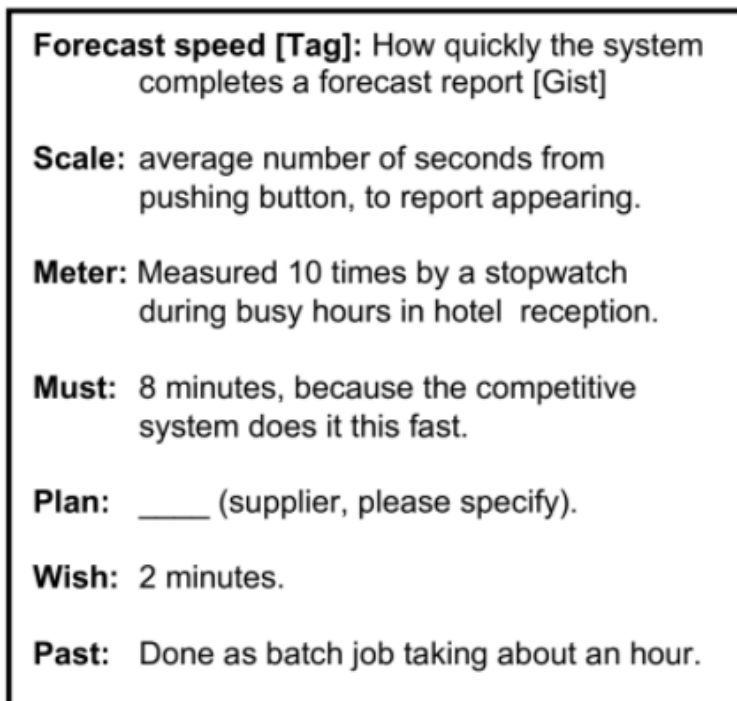 Forecast speed [Tag]: How quickly the system
completes a forecast report [Gist]
Scale: average number of seconds from
pushing button, to report appearing.
Meter: Measured 10 times by a stopwatch
during busy hours in hotel reception.
Must: 8 minutes, because the competitive
system does it this fast.
Plan: ____ (supplier, please specify).
Wish: 2 minutes.
Past: Done as batch job taking about an hour.